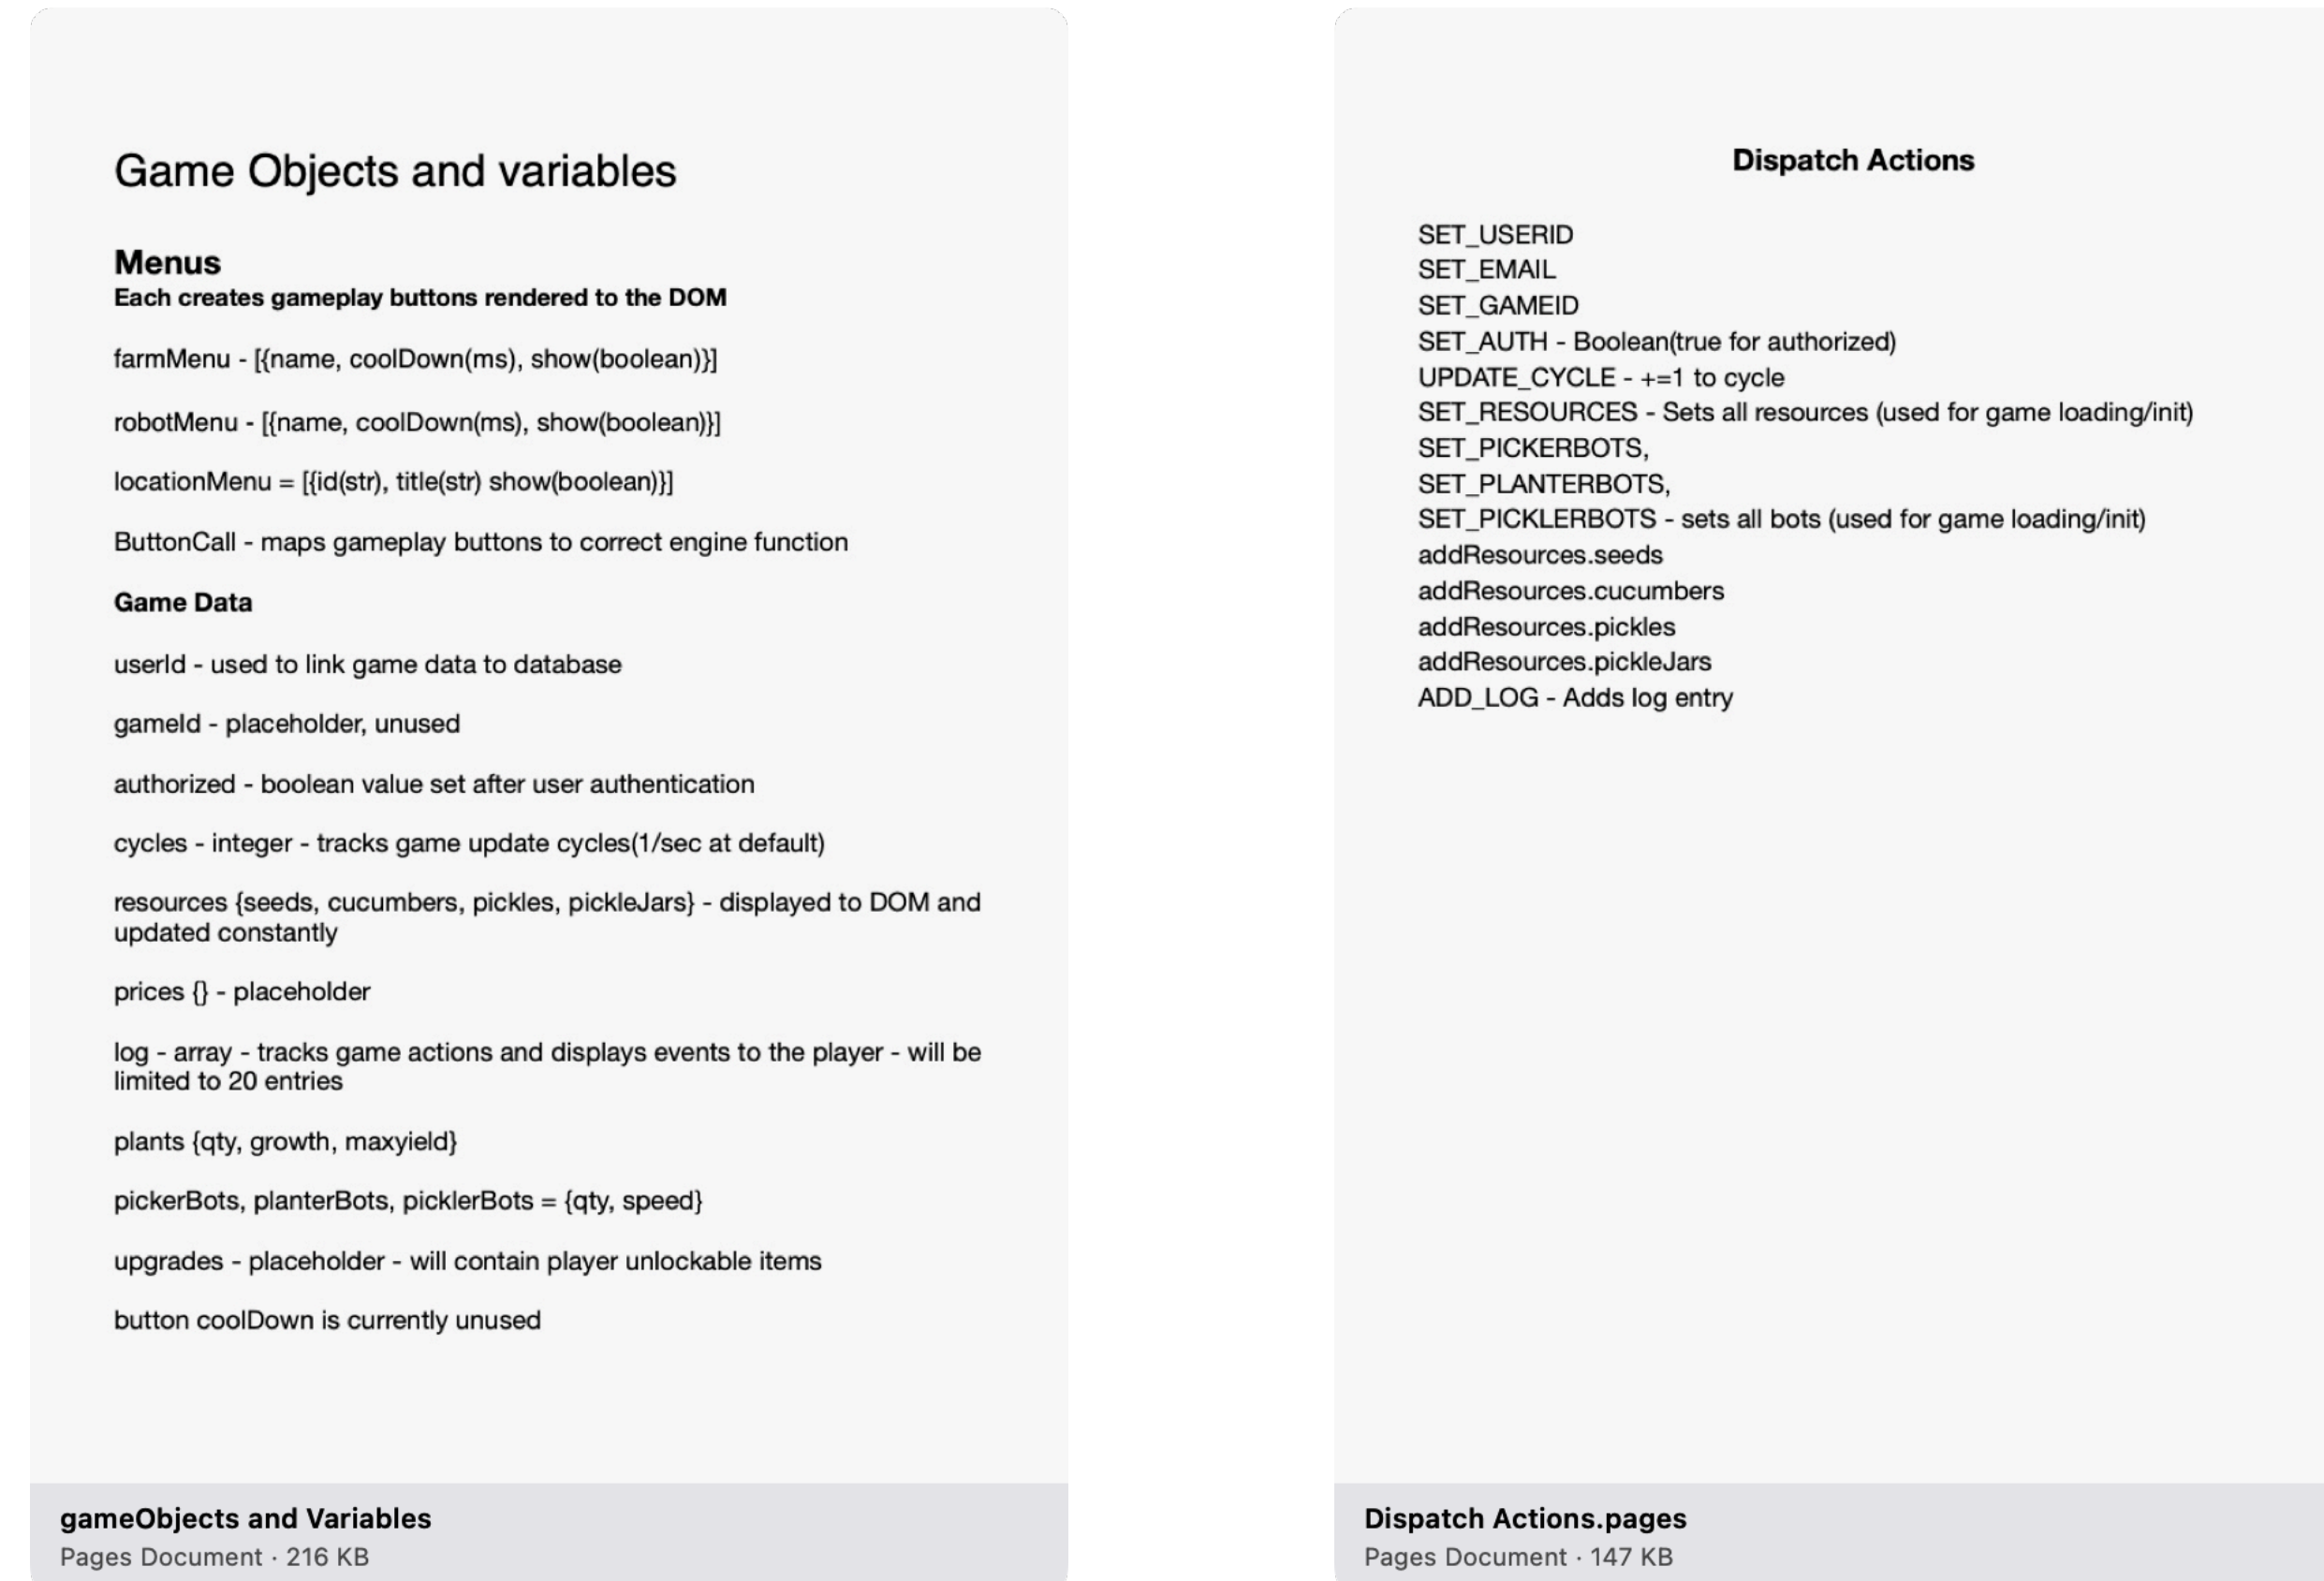 Game Objects and variables
Menus
Each creates gameplay buttons rendered to the DOM
farmMenu - [{name, coolDown(ms), show(boolean)}]
robotMenu - [{name, coolDown(ms), show(boolean)}]
locationMenu = [{id(str), title(str) show(boolean)}]
ButtonCall - maps gameplay buttons to correct engine function
Game Data
userId - used to link game data to database
gameId - placeholder, unused
authorized - boolean value set after user authentication
cycles - integer - tracks game update cycles(1/sec at default)
resources {seeds, cucumbers, pickles, pickleJars} - displayed to DOM and
updated constantly
prices {} - placeholder
log - array - tracks game actions and displays events to the player - will be
limited to 20 entries
plants {qty, growth, maxyield}
pickerBots, planterBots, picklerBots = {qty, speed}
upgrades - placeholder - will contain player unlockable items
button coolDown is currently unused
gameObjects and Variables
Pages Document · 216 KB
Dispatch Actions
SET_USERID
SET_EMAIL
SET_GAMEID
SET_AUTH - Boolean(true for authorized)
UPDATE_CYCLE - +=1 to cycle
SET_RESOURCES - Sets all resources (used for game loading/init)
SET_PICKERBOTS,
SET_PLANTERBOTS,
SET_PICKLERBOTS - sets all bots (used for game loading/init)
addResources.seeds
addResources.cucumbers
addResources.pickles
addResources.pickleJars
ADD_LOG - Adds log entry
Dispatch Actions.pages
Pages Document · 147 KB